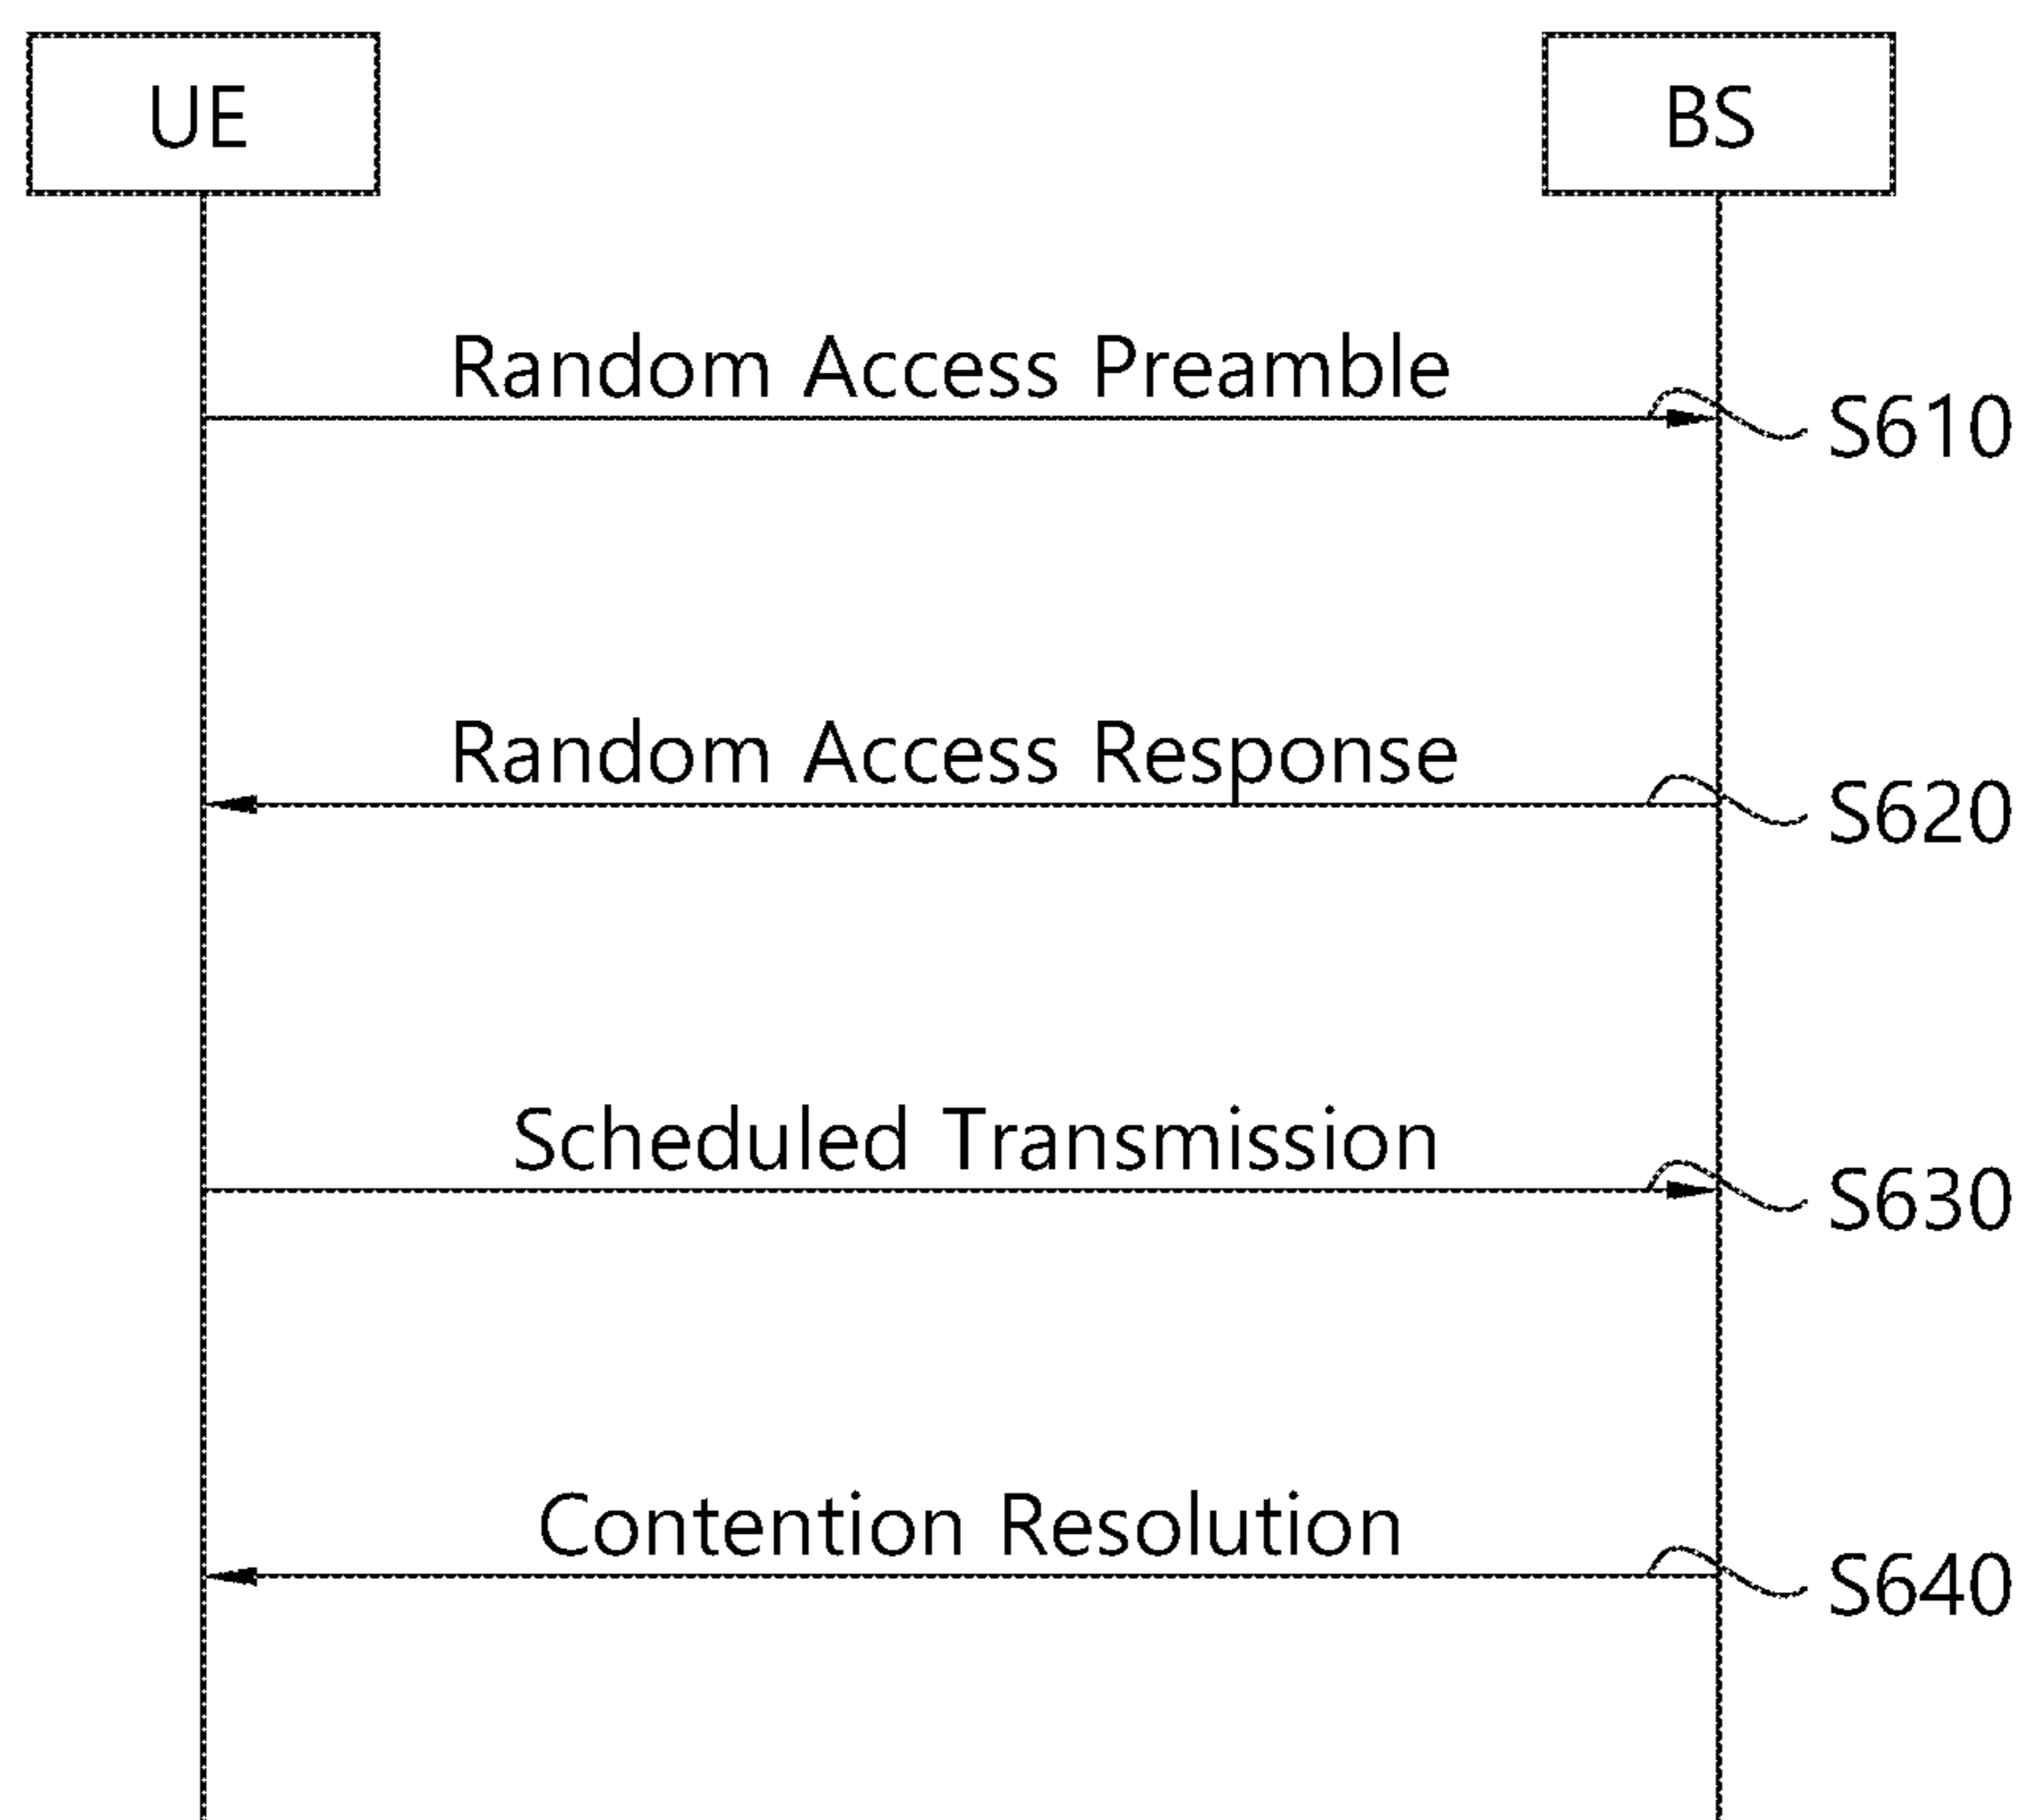 UE
BS
Random Access Preamble
S610
Random Access Response
S620
Scheduled Transmission
S630
Contention Resolution
S640